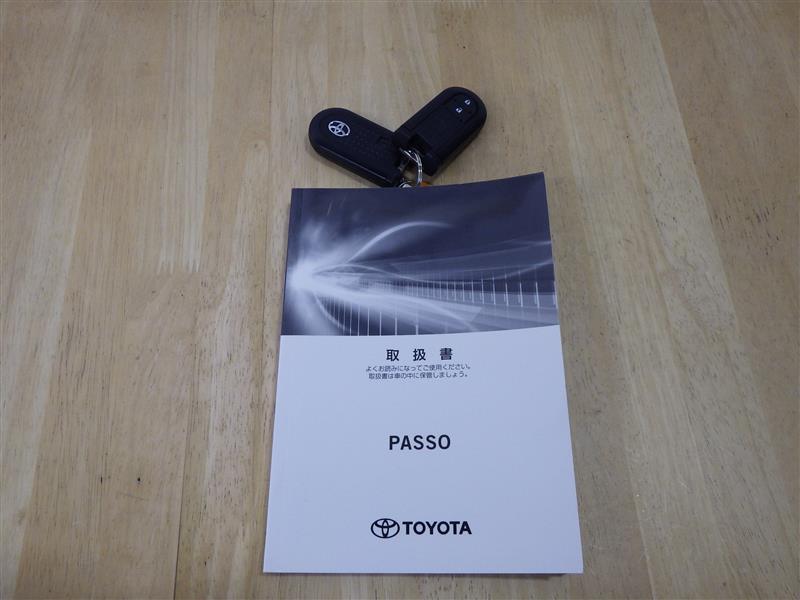 取扱書
よくお読みになってご使用ください。
取扱書は車の中に保管しましょう。
PASSO
TOYOTA